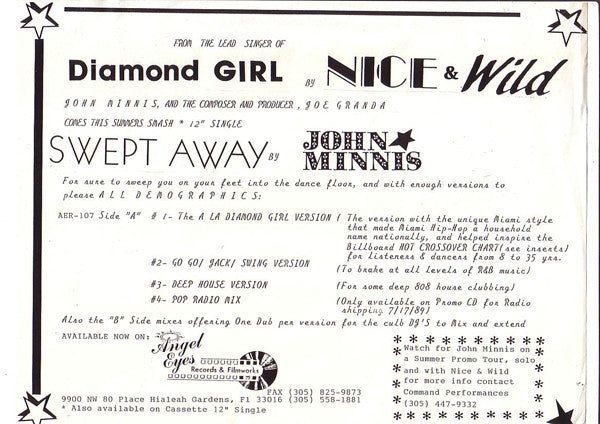 FROM THE LEAD SINGER OF
Diamond GIRL BY NICE & Wild
JOHN MINNIS, AND THE COMPOSER AND PRODUCER , JOE GRANDA
COMES THIS SUMMERS SMASH * 12" SINGLE
SWEPT AWAY BY JOHN MINNIS
For sure to sweep you on your feet into the dance floor, and with enough versions to
please ALL DEMOGRAPHICS:
AER-107 Side "A" # 1- The A LA DIAMOND GIRL VERSION ( The version with the unique Miami style
that made Miami Hip-Hop a household
name nationally, and helped inspire the
Billboard HOT CROSSOVER CHART(see inserts)
for listeners & dancers from 8 to 35 yrs.
#2- GO GO/ JACK/ SWING VERSION (To brake at all levels of R&B music)
#3- DEEP HOUSE VERSION (For some deep 808 house clubbing)
#4- POP RADIO MIX (Only available on Promo CD for Radio
shipping 7/17/89)
Also the "B" Side mixes offering One Dub per version for the culb DJ'S to Mix and extend
AVAILABLE NOW ON:
Angel
Eyes
Records & Filmworks
FAX (305) 825-9873
9900 NW 80 Place Hialeah Gardens, Fl 33016 (305) 558-1881
* Also available on Cassette 12" Single
Watch for John Minnis on
a Summer Promo Tour, solo
and with Nice & Wild
for more info contact
Command Performances
(305) 447-9332